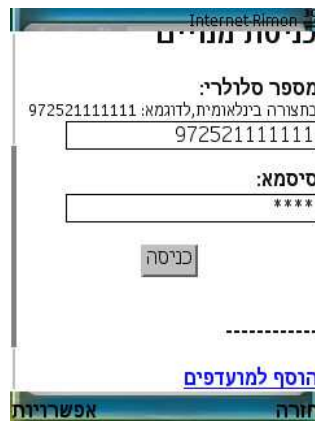 Internet Rimon
כניסת מנויים
מספר סלולרי:
בתצורה בינלאומית,לדוגמא: 972521111111
972521111111
סיסמא:
****
כניסה
------------
הוסף למועדפים
חזרה
אפשרויות